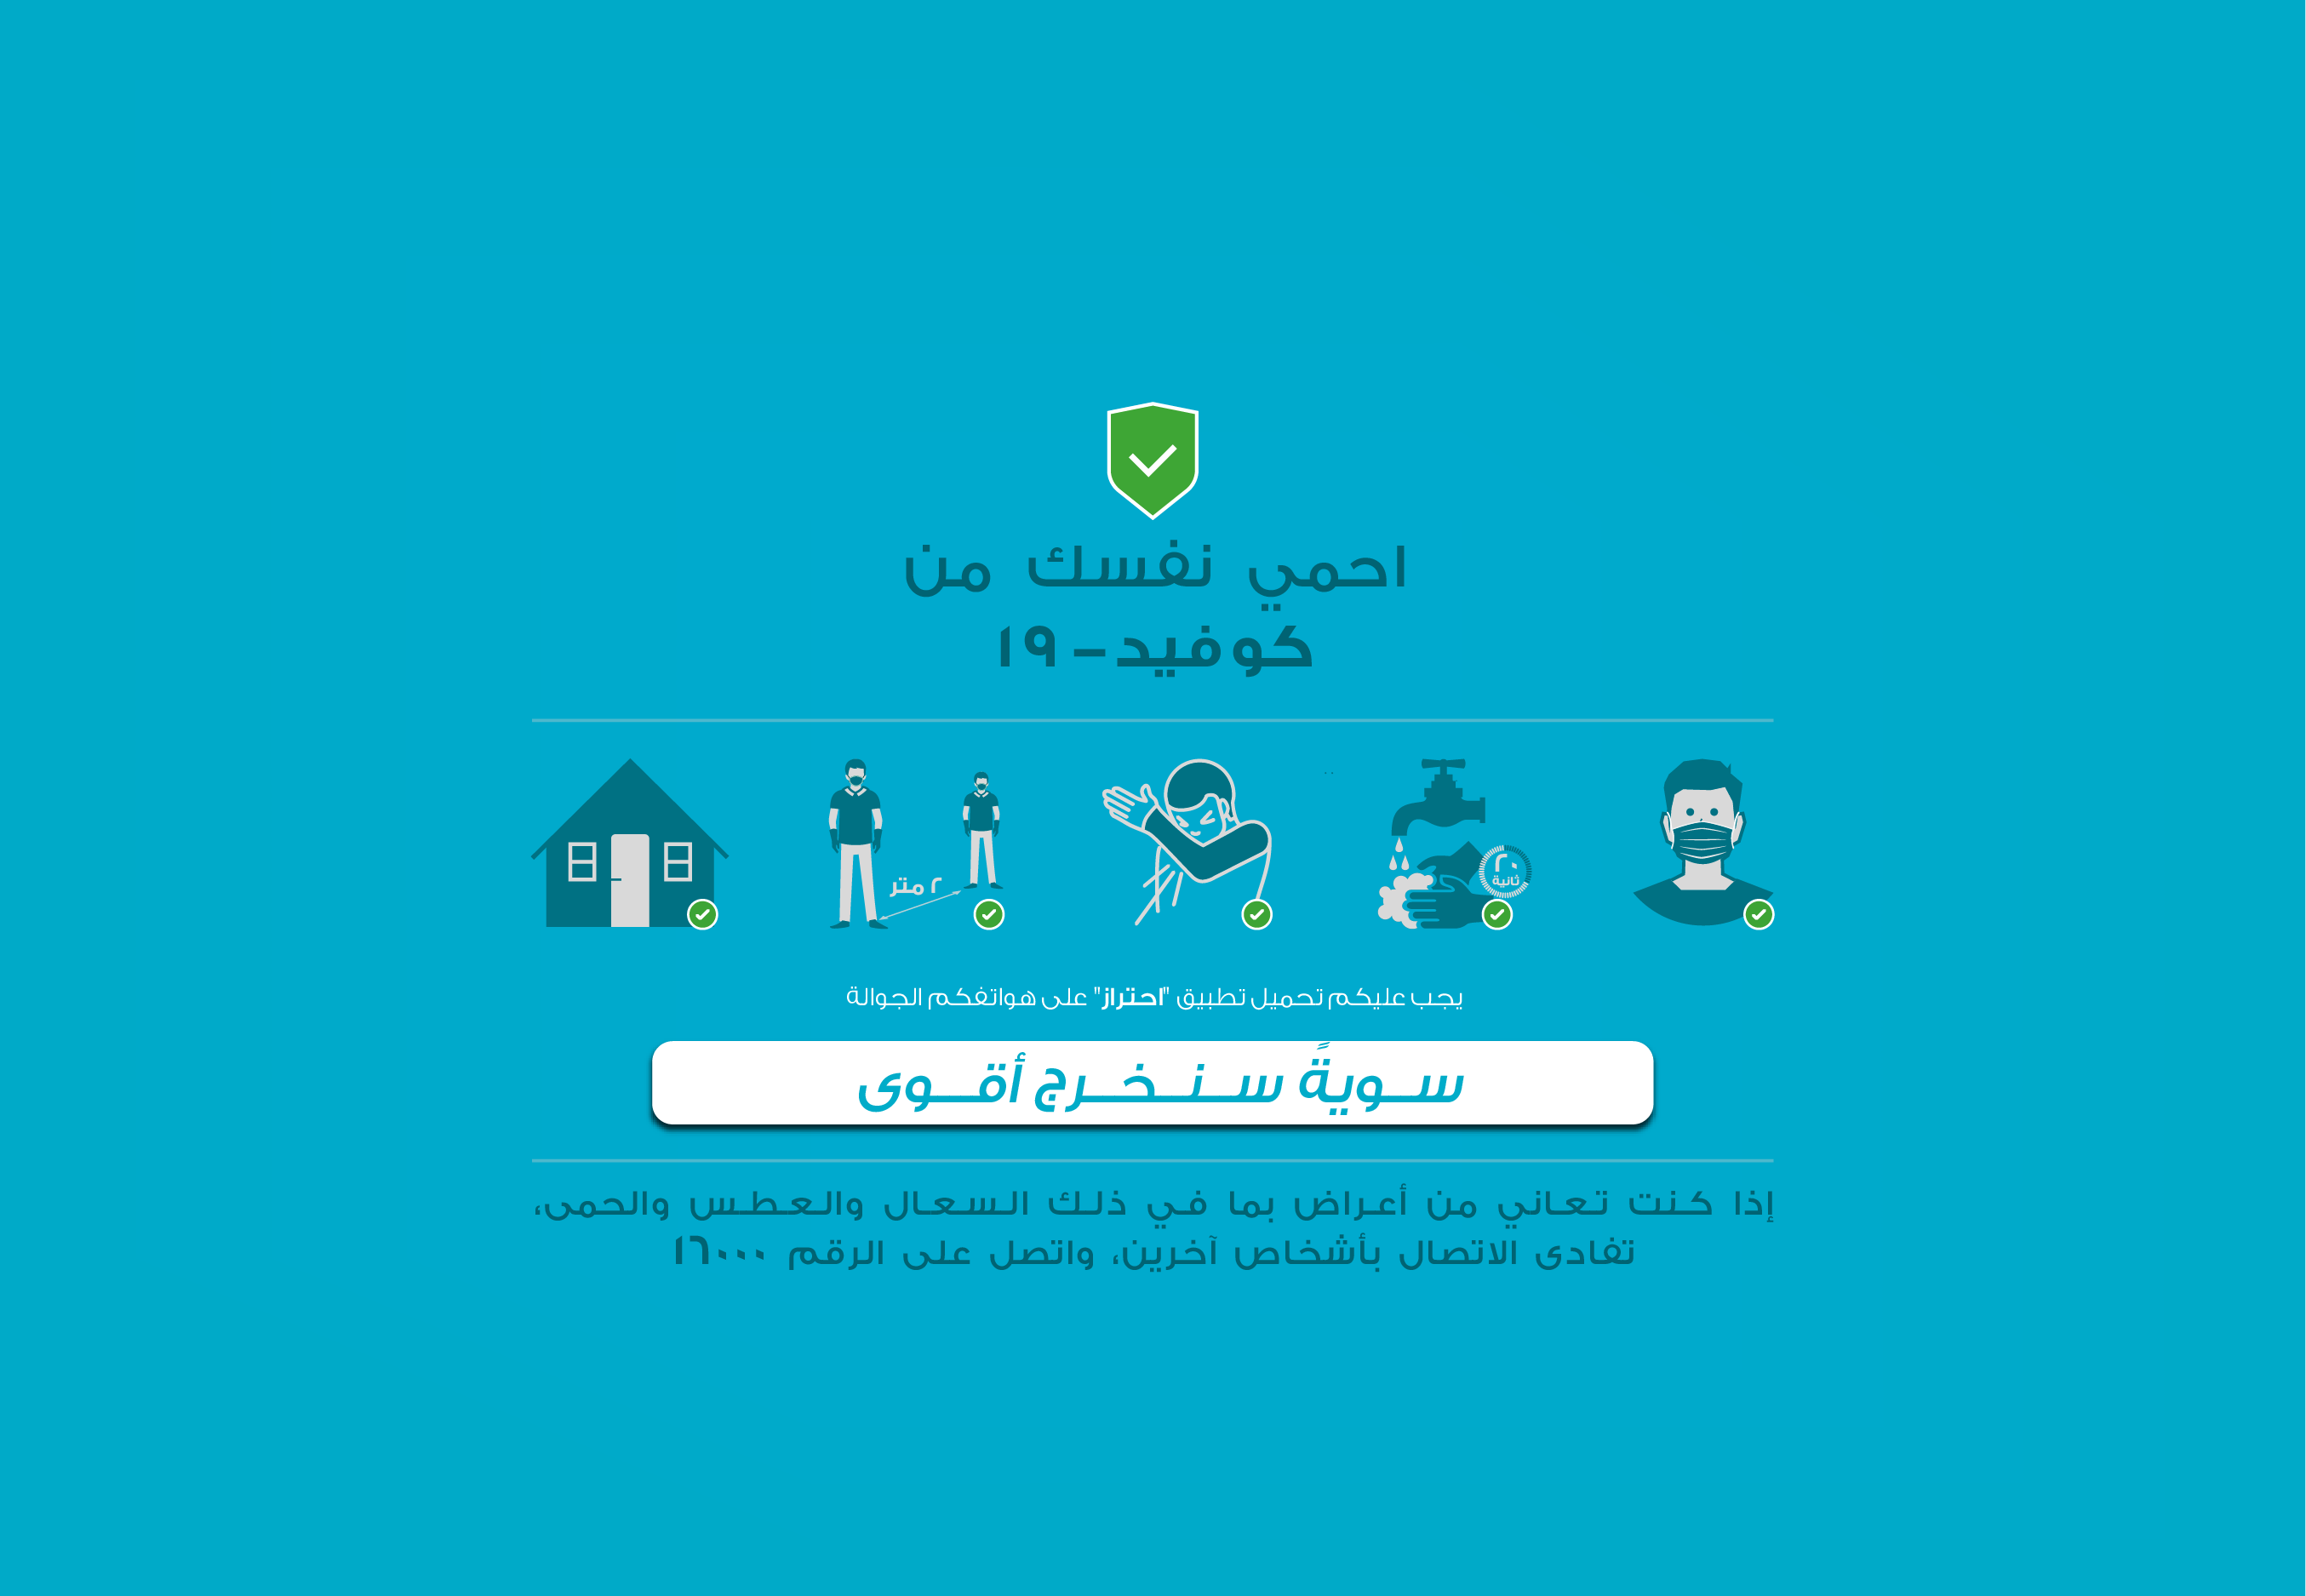 احمي نفسك من
كوفيد-١٩
٢٠
ثانية
٢ متر
يجب عليكم تحميل تطبيق "احتراز" على هواتفكم الجوالة
سويةً سنخرج أقوى
إذا كنت تعاني من أعراض بما في ذلك السعال والعطس والحمى،
تفادى الاتصال بأشخاص آخرين، واتصل على الرقم ١٦٠٠٠